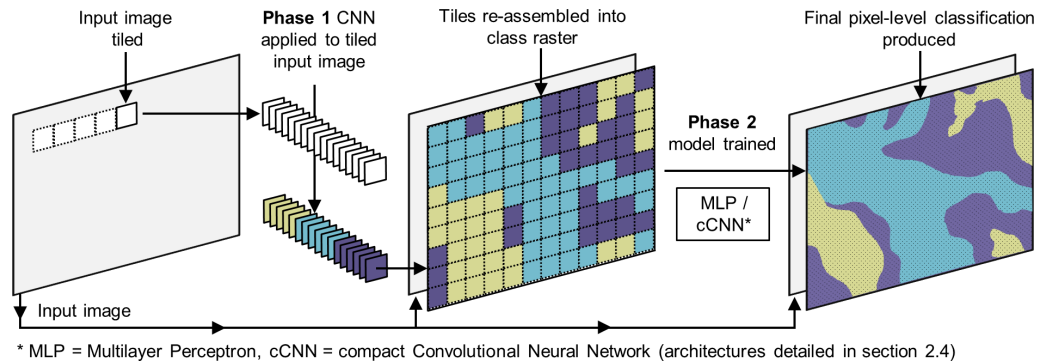 Input image
tiled
Phase 1 CNN
applied to tiled
input image
Tiles re-assembled into
class raster
Final pixel-level classification
produced
Phase 2
model trained
MLP /
cCNN*
Input image
* MLP = Multilayer Perceptron, cCNN = compact Convolutional Neural Network (architectures detailed in section 2.4)